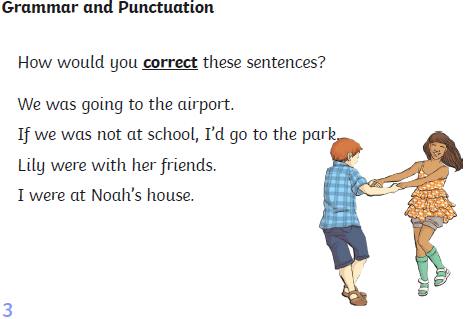 Grammar and Punctuation
How would you correct these sentences?
We was going to the airport.
If we was not at school, I'd go to the park.
Lily were with her friends.
I were at Noah's house.
3